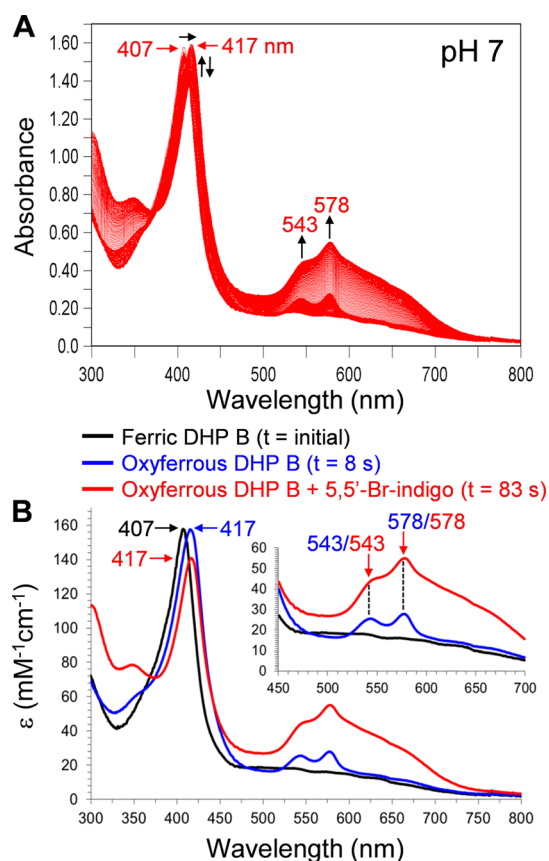 A
pH 7
407
417 nm
543
578
Absorbance
1.60
1.40
1.20
1.00
0.80
0.60
0.40
0.20
0.0
300 400 500 600 700 800
Wavelength (nm)
Ferric DHP B (t = initial)
Oxyferrous DHP B (t = 8 s)
Oxyferrous DHP B + 5,5'-Br-indigo (t = 83 s)
B
407
417
417
578/578
543/543
ε (mM⁻¹cm⁻¹)
160
140
120
100
80
60
40
20
0
300 400 500 600 700 800
60
50
40
30
20
10
0
450 500 550 600 650 700
Wavelength (nm)